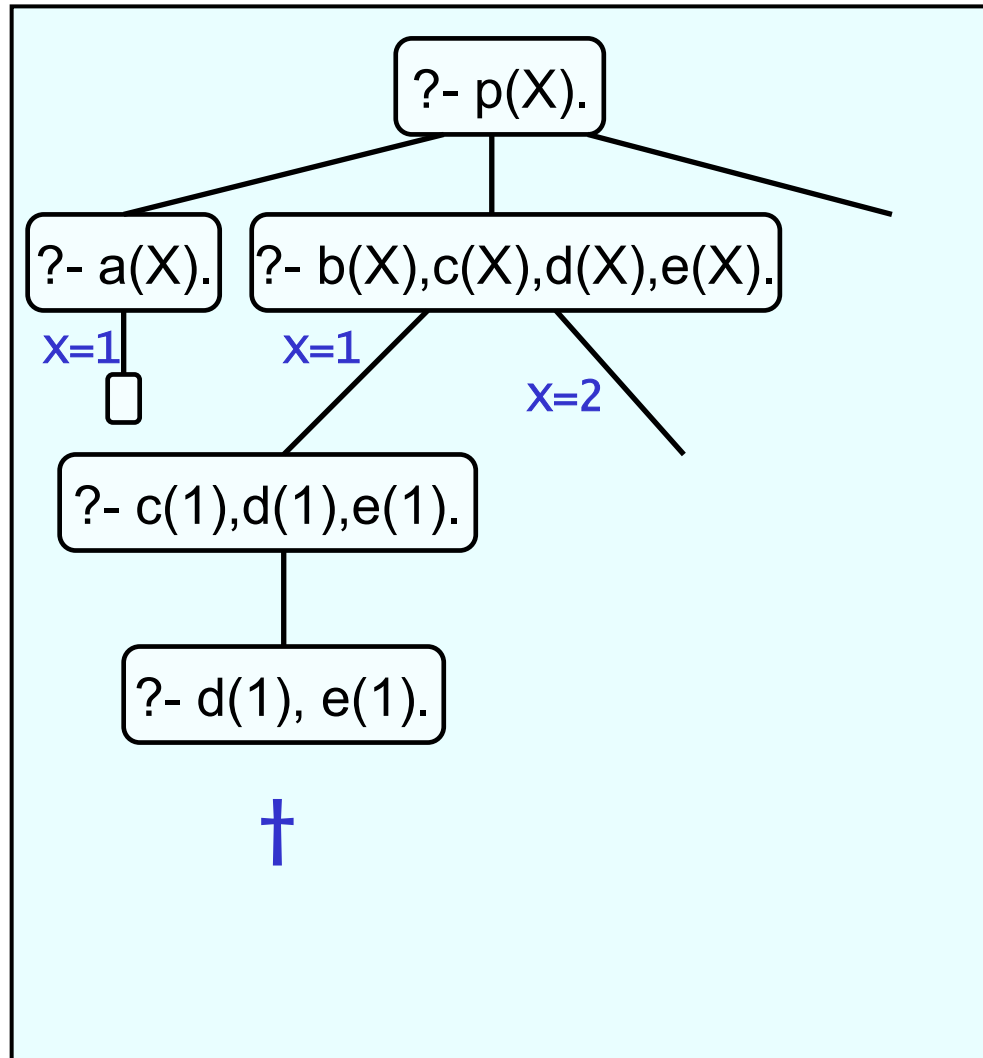 ?- p(X).
?- a(X).
?- b(X),c(X),d(X),e(X).
X=1
X=1
X=2
?- c(1),d(1),e(1).
?- d(1), e(1).
†